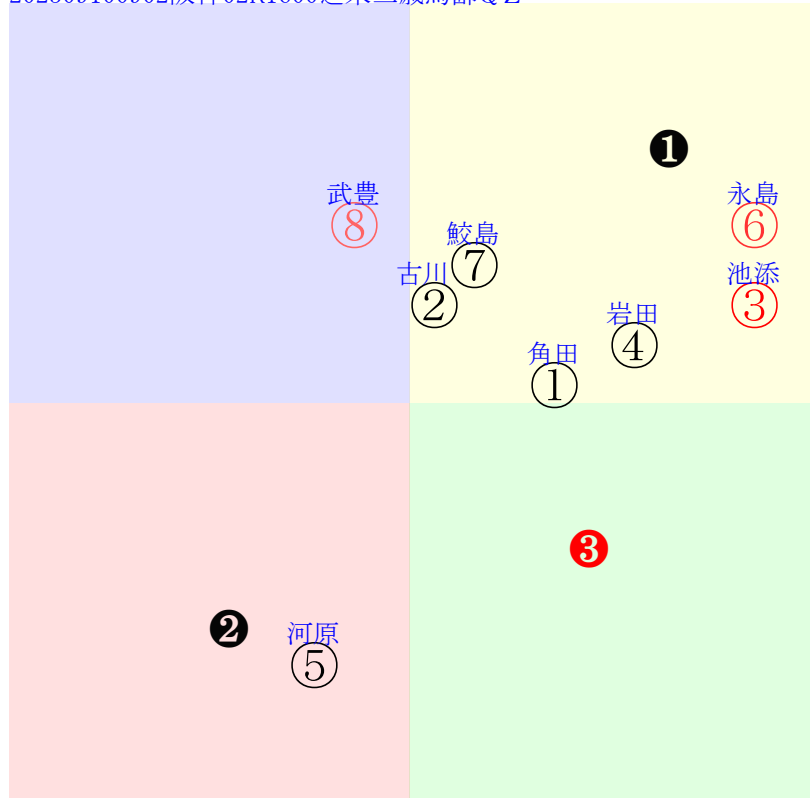 ❶
武豊
永島
⑧
⑥
鮫島
⑦
古川
池添
②
③
岩田
④
角田
①
❸
❷
河原
⑤